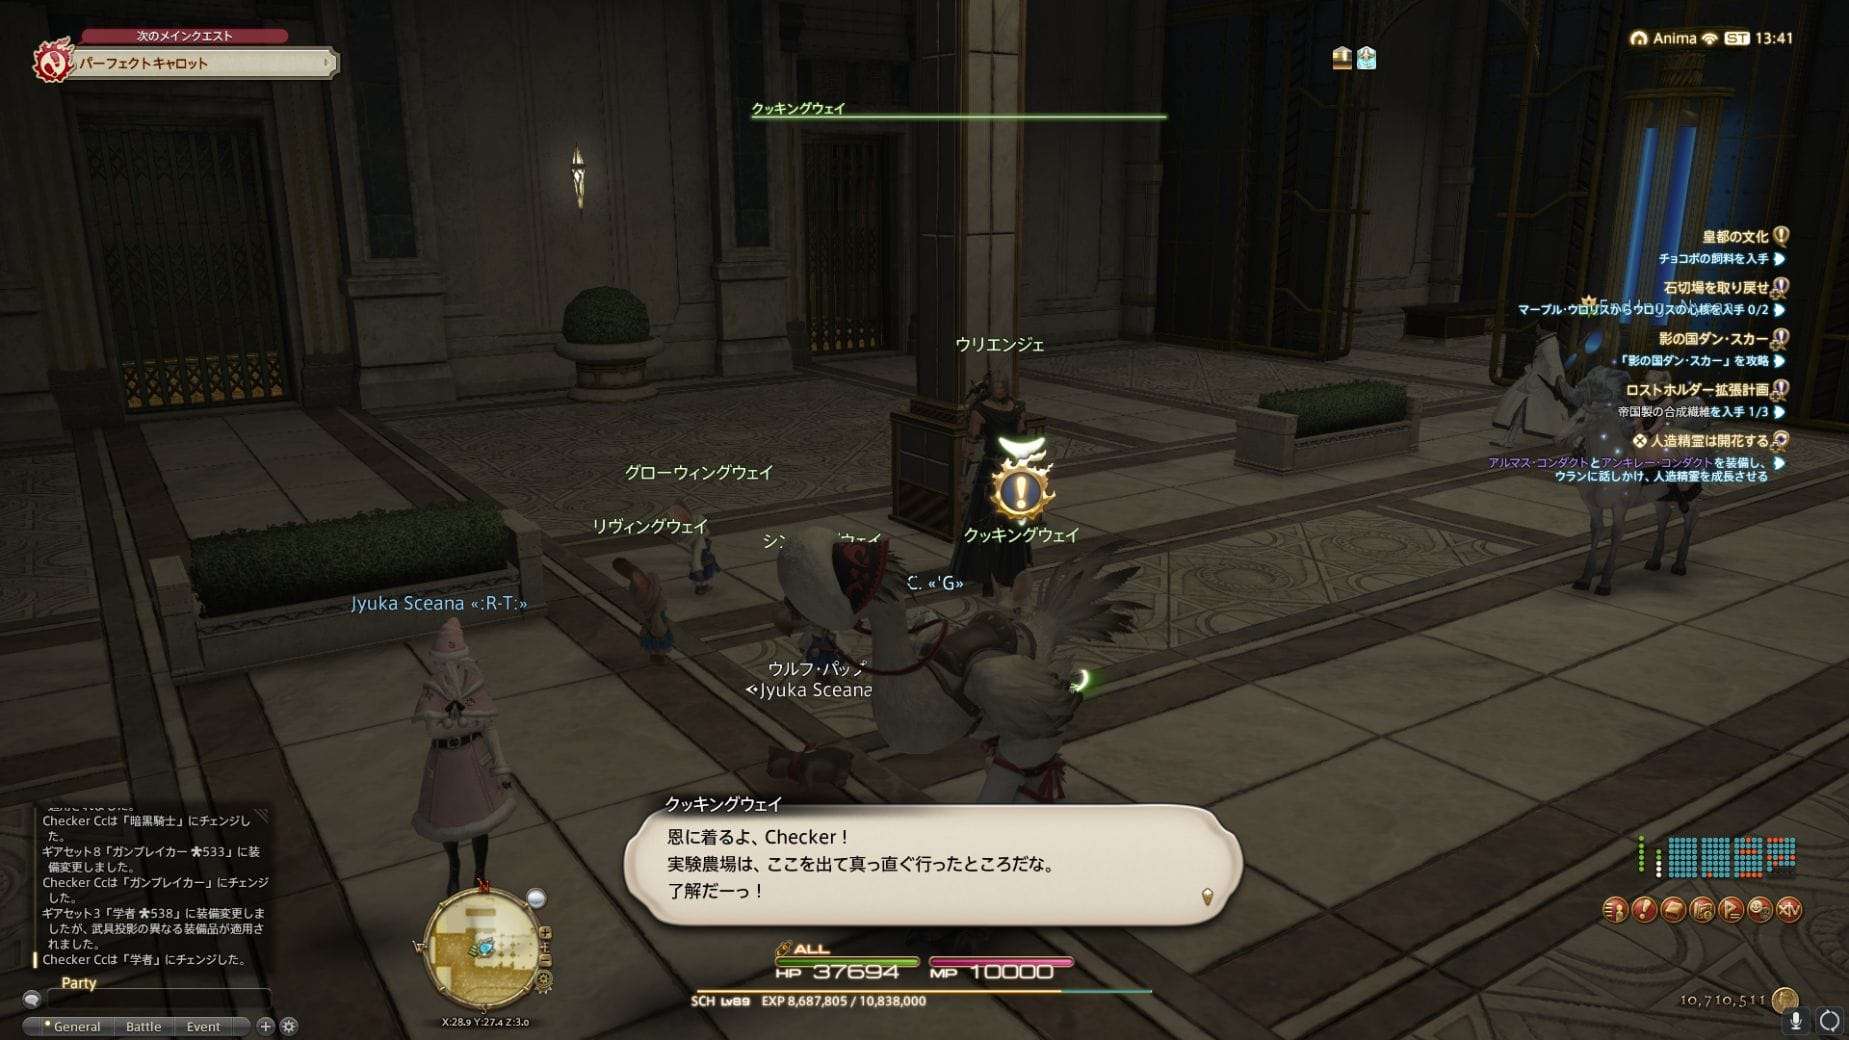 次のメインクエスト
パーフェクトキャロット
Anima ST 13:41
クッキングウェイ
皇都の文化
チョコボの飼料を入手
石切場を取り戻せ
マーブル・ウロリスからウロリスの心核を入手 0/2
影の国ダン・スカー
「影の国ダン・スカー」を攻略
ロストホルダー拡張計画
帝国製の合成繊維を入手 1/3
人造精霊は開花する
アルマス・コンダクトとアンキレー・コンダクトを装備し、
ウランに話しかけ、人造精霊を成長させる
ウリエンジェ
グローウィングウェイ
リヴィングウェイ
クッキングウェイ
C. «'G»
Jyuka Sceana «:R-T:»
ウルフ・パップ
Jyuka Sceana
クッキングウェイ
恩に着るよ、Checker！
実験農場は、ここを出て真っ直ぐ行ったところだな。
了解だーっ！
Checker Ccは「暗黒騎士」にチェンジし
た。
ギアセット8「ガンブレイカー 533」に装
備変更しました。
Checker Ccは「ガンブレイカー」にチェンジ
した。
ギアセット3「学者 538」に装備変更しま
したが、武具投影の異なる装備品が適用さ
れました。
Checker Ccは「学者」にチェンジした。
Party
General Battle Event
N
W
S
X:28.9 Y:27.4 Z:3.0
ALL
HP 37694 MP 10000
SCH Lv89 EXP 8,687,805 / 10,838,000
XIV
10,710,511